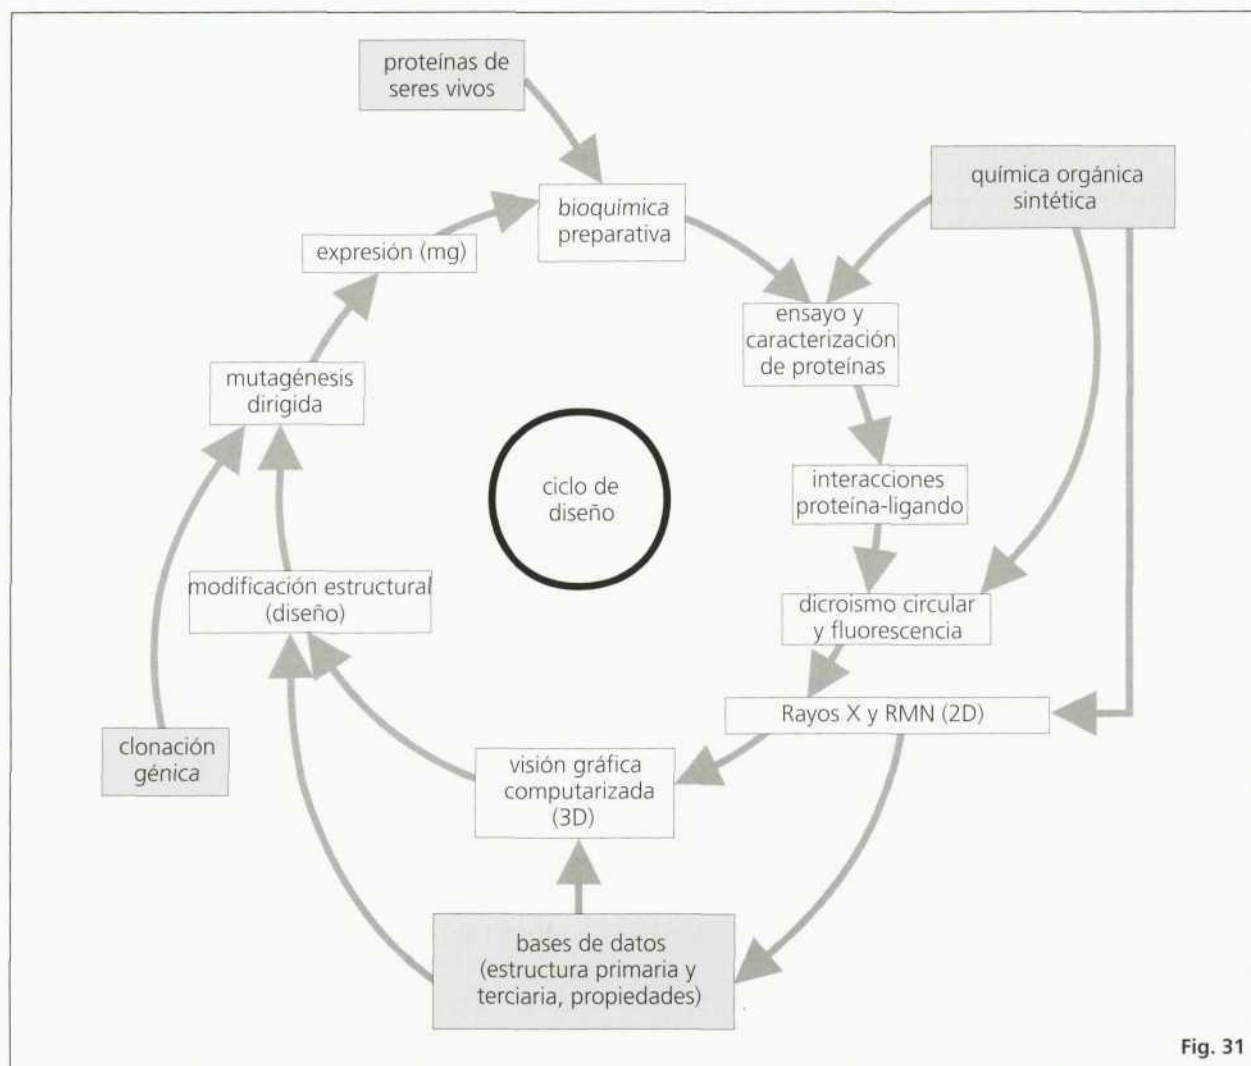 proteínas de
seres vivos
química orgánica
sintética
bioquímica
preparativa
expresión (mg)
ensayo y
caracterización
de proteínas
mutagénesis
dirigida
interacciones
proteína-ligando
ciclo de
diseño
modificación estructural
(diseño)
dicroismo circular
y fluorescencia
Rayos X y RMN (2D)
clonación
génica
visión gráfica
computarizada
(3D)
bases de datos
(estructura primaria y
terciaria, propiedades)
Fig. 31